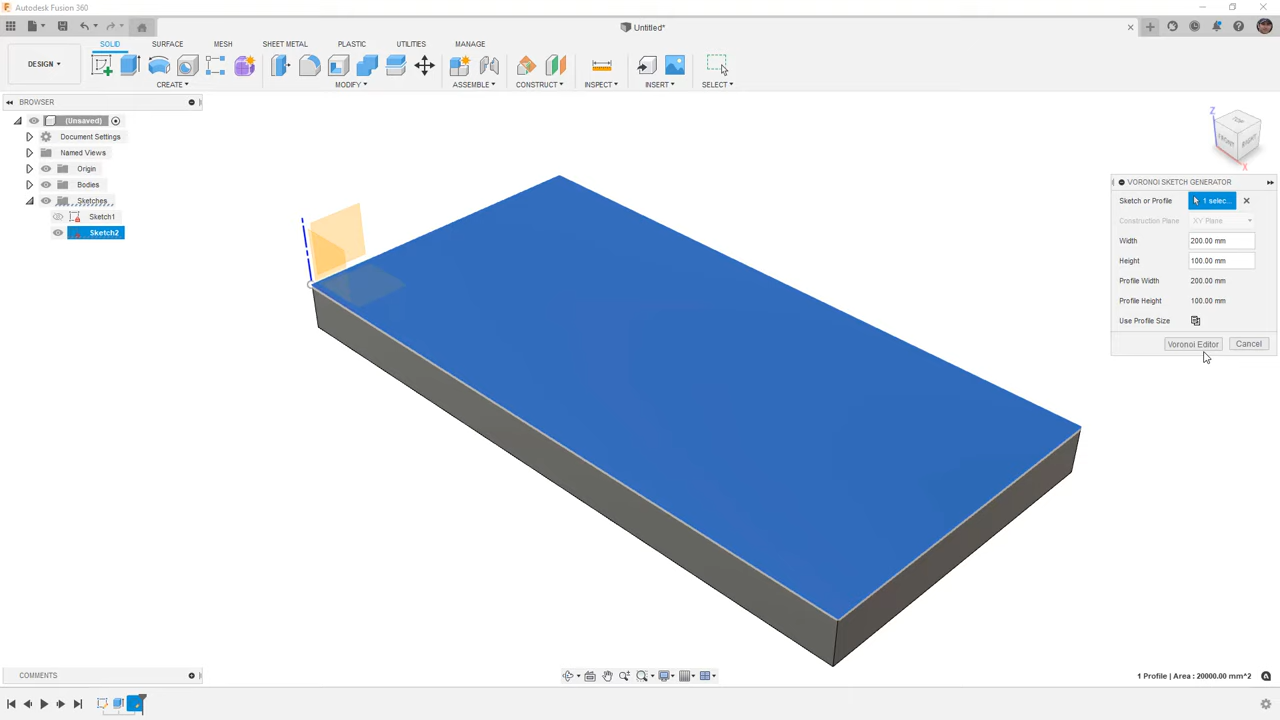 Autodesk Fusion 360
Untitled*
DESIGN
SOLID SURFACE MESH SHEET METAL PLASTIC UTILITIES MANAGE
CREATE MODIFY ASSEMBLE CONSTRUCT INSPECT INSERT SELECT
BROWSER
(Unsaved)
Document Settings
Named Views
Origin
Bodies
Sketches
Sketch1
Sketch2
Z
TOP
FRONT
RIGHT
X
VORONOI SKETCH GENERATOR
Sketch or Profile 1 selec...
Construction Plane XY Plane
Width 200.00 mm
Height 100.00 mm
Profile Width 200.00 mm
Profile Height 100.00 mm
Use Profile Size
Voronoi Editor Cancel
COMMENTS
1 Profile | Area : 20000.00 mm^2